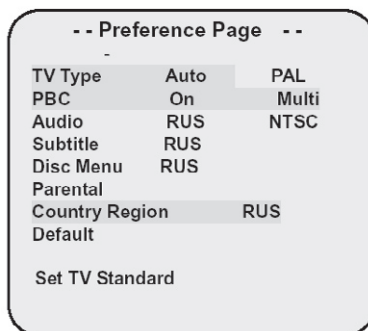 - - Preference Page - -
-
TV Type Auto PAL
PBC On Multi
Audio RUS NTSC
Subtitle RUS
Disc Menu RUS
Parental
Country Region RUS
Default
Set TV Standard